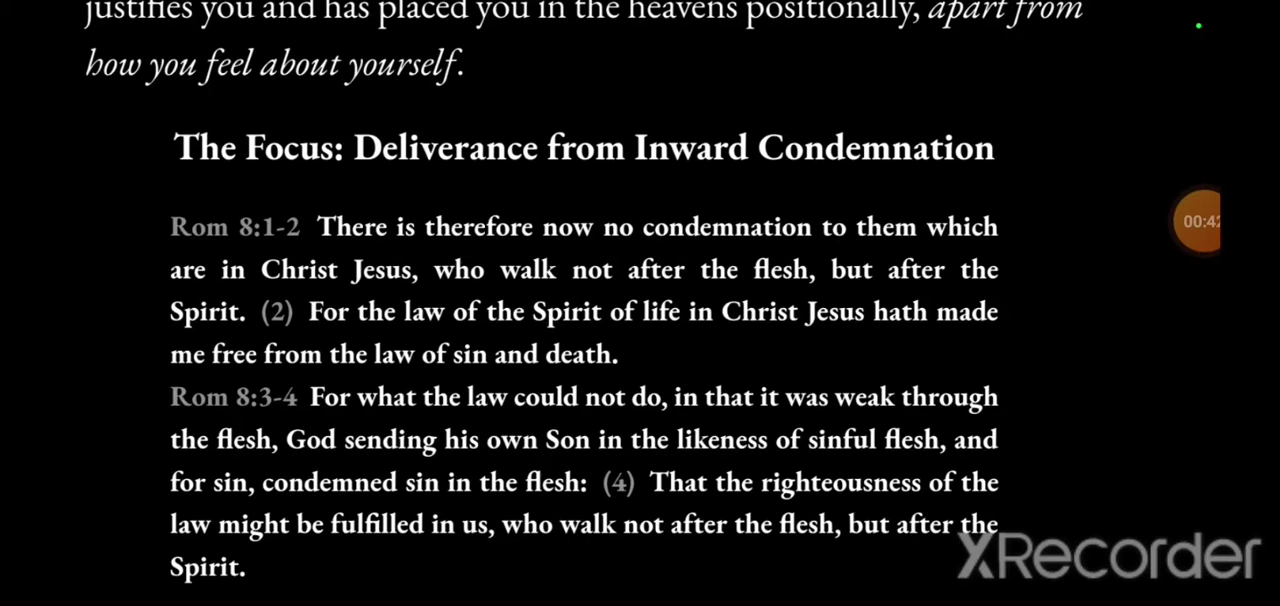 justifies you and has placed you in the heavens positionally, apart from
how you feel about yourself.
The Focus: Deliverance from Inward Condemnation
Rom 8:1-2 There is therefore now no condemnation to them which
are in Christ Jesus, who walk not after the flesh, but after the
Spirit. (2) For the law of the Spirit of life in Christ Jesus hath made
me free from the law of sin and death.
Rom 8:3-4 For what the law could not do, in that it was weak through
the flesh, God sending his own Son in the likeness of sinful flesh, and
for sin, condemned sin in the flesh: (4) That the righteousness of the
law might be fulfilled in us, who walk not after the flesh, but after the
Spirit.
00:42
XRecorder